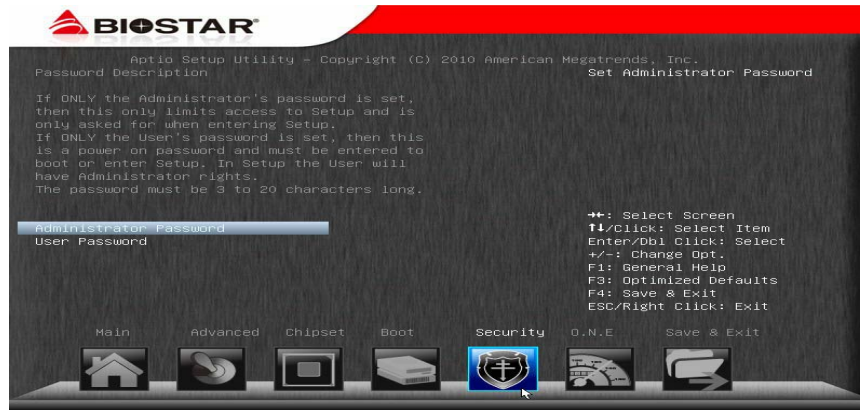 BIOSTAR®
Aptio Setup Utility – Copyright (C) 2010 American Megatrends, Inc.
Password Description
Set Administrator Password
If ONLY the Administrator's password is set,
then this only limits access to Setup and is
only asked for when entering Setup.
If ONLY the User's password is set, then this
is a power on password and must be entered to
boot or enter Setup. In Setup the User will
have Administrator rights.
The password must be 3 to 20 characters long.
Administrator Password
User Password
→←: Select Screen
↑↓/Click: Select Item
Enter/Dbl Click: Select
+/-: Change Opt.
F1: General Help
F3: Optimized Defaults
F4: Save & Exit
ESC/Right Click: Exit
Main Advanced Chipset Boot Security O.N.E Save & Exit